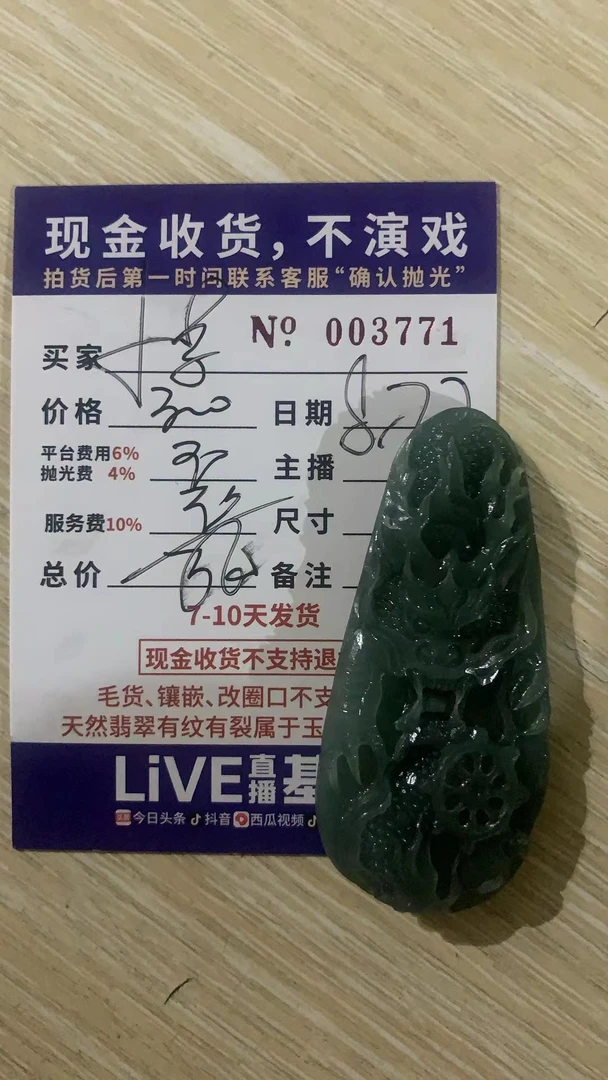 现金收货，不演戏
拍货后第一时间联系客服“确认抛光”
Nº 003771
买家
价格 300 日期
平台费用6%
抛光费 4%
主播
服务费10% 尺寸
总价 备注
7-10天发货
现金收货不支持退
毛货、镶嵌、改圈口不支
天然翡翠有纹有裂属于玉
LiVE直播基
今日头条 抖音 西瓜视频